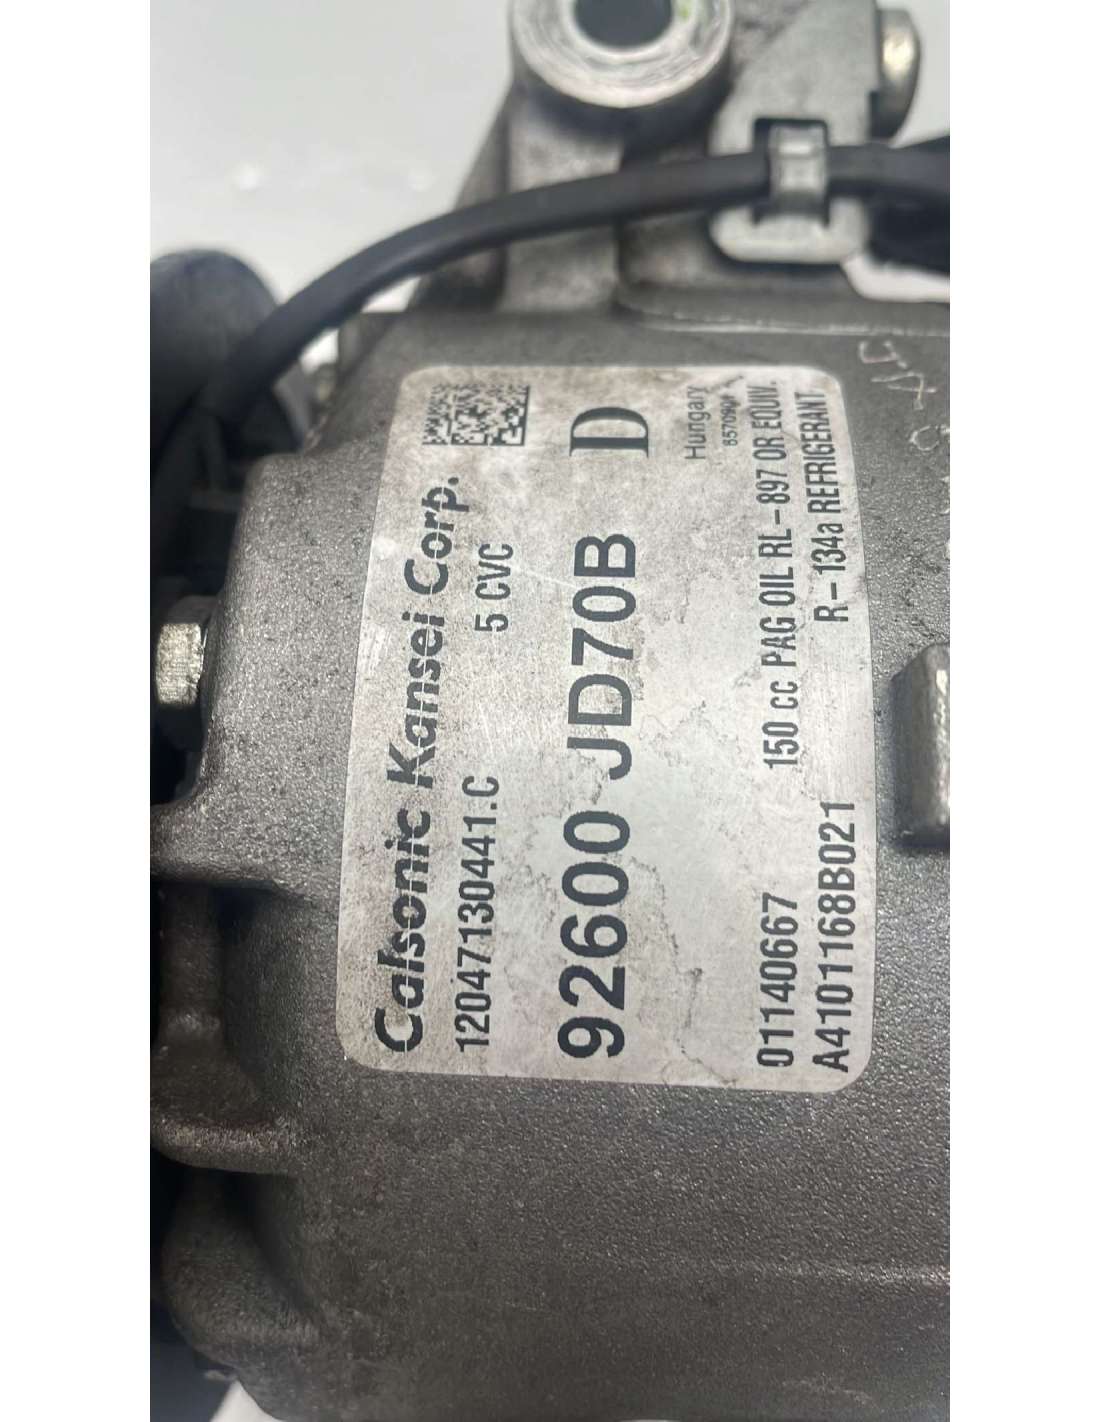 Calsonic Kansei Corp.
12047130441.C 5 CVC
92600 JD70B D
Hungary
01140667 150 cc PAG OIL RL-897 OR EQUIV.
A4101168B021 R-134a REFRIGERANT